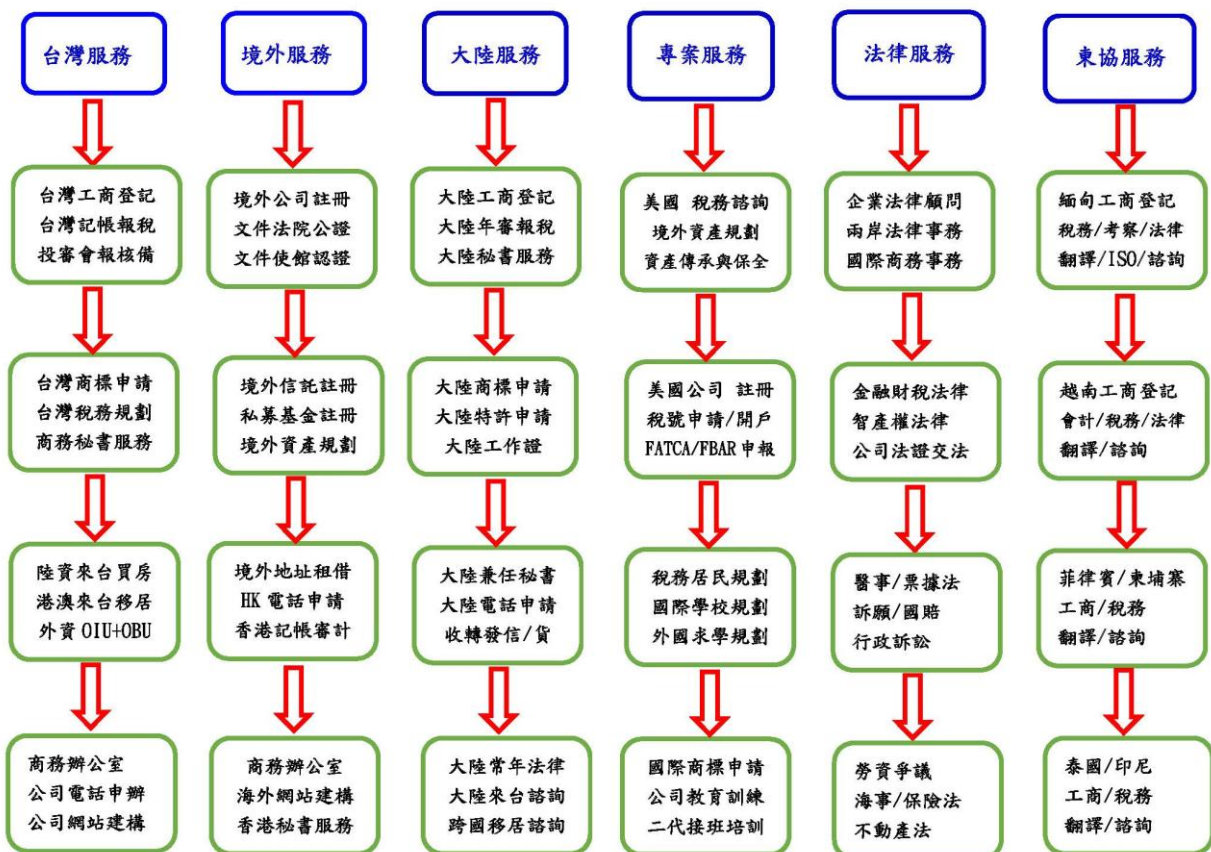 台灣服務
境外服務
大陸服務
專案服務
法律服務
東協服務
台灣工商登記
台灣記帳報稅
投審會報核備
境外公司註冊
文件法院公證
文件使館認證
大陸工商登記
大陸年審報稅
大陸秘書服務
美國 稅務諮詢
境外資產規劃
資產傳承與保全
企業法律顧問
兩岸法律事務
國際商務事務
緬甸工商登記
稅務/考察/法律
翻譯/ISO/諮詢
台灣商標申請
台灣稅務規劃
商務秘書服務
境外信託註冊
私募基金註冊
境外資產規劃
大陸商標申請
大陸特許申請
大陸工作證
美國公司 註冊
稅號申請/開戶
FATCA/FBAR 申報
金融財稅法律
智產權法律
公司法證交法
越南工商登記
會計/稅務/法律
翻譯/諮詢
陸資來台買房
港澳來台移居
外資 OIU+OBU
境外地址租借
HK 電話申請
香港記帳審計
大陸兼任秘書
大陸電話申請
收轉發信/貨
稅務居民規劃
國際學校規劃
外國求學規劃
醫事/票據法
訴願/國賠
行政訴訟
菲律賓/柬埔寨
工商/稅務
翻譯/諮詢
商務辦公室
公司電話申辦
公司網站建構
商務辦公室
海外網站建構
香港秘書服務
大陸常年法律
大陸來台諮詢
跨國移居諮詢
國際商標申請
公司教育訓練
二代接班培訓
勞資爭議
海事/保險法
不動產法
泰國/印尼
工商/稅務
翻譯/諮詢